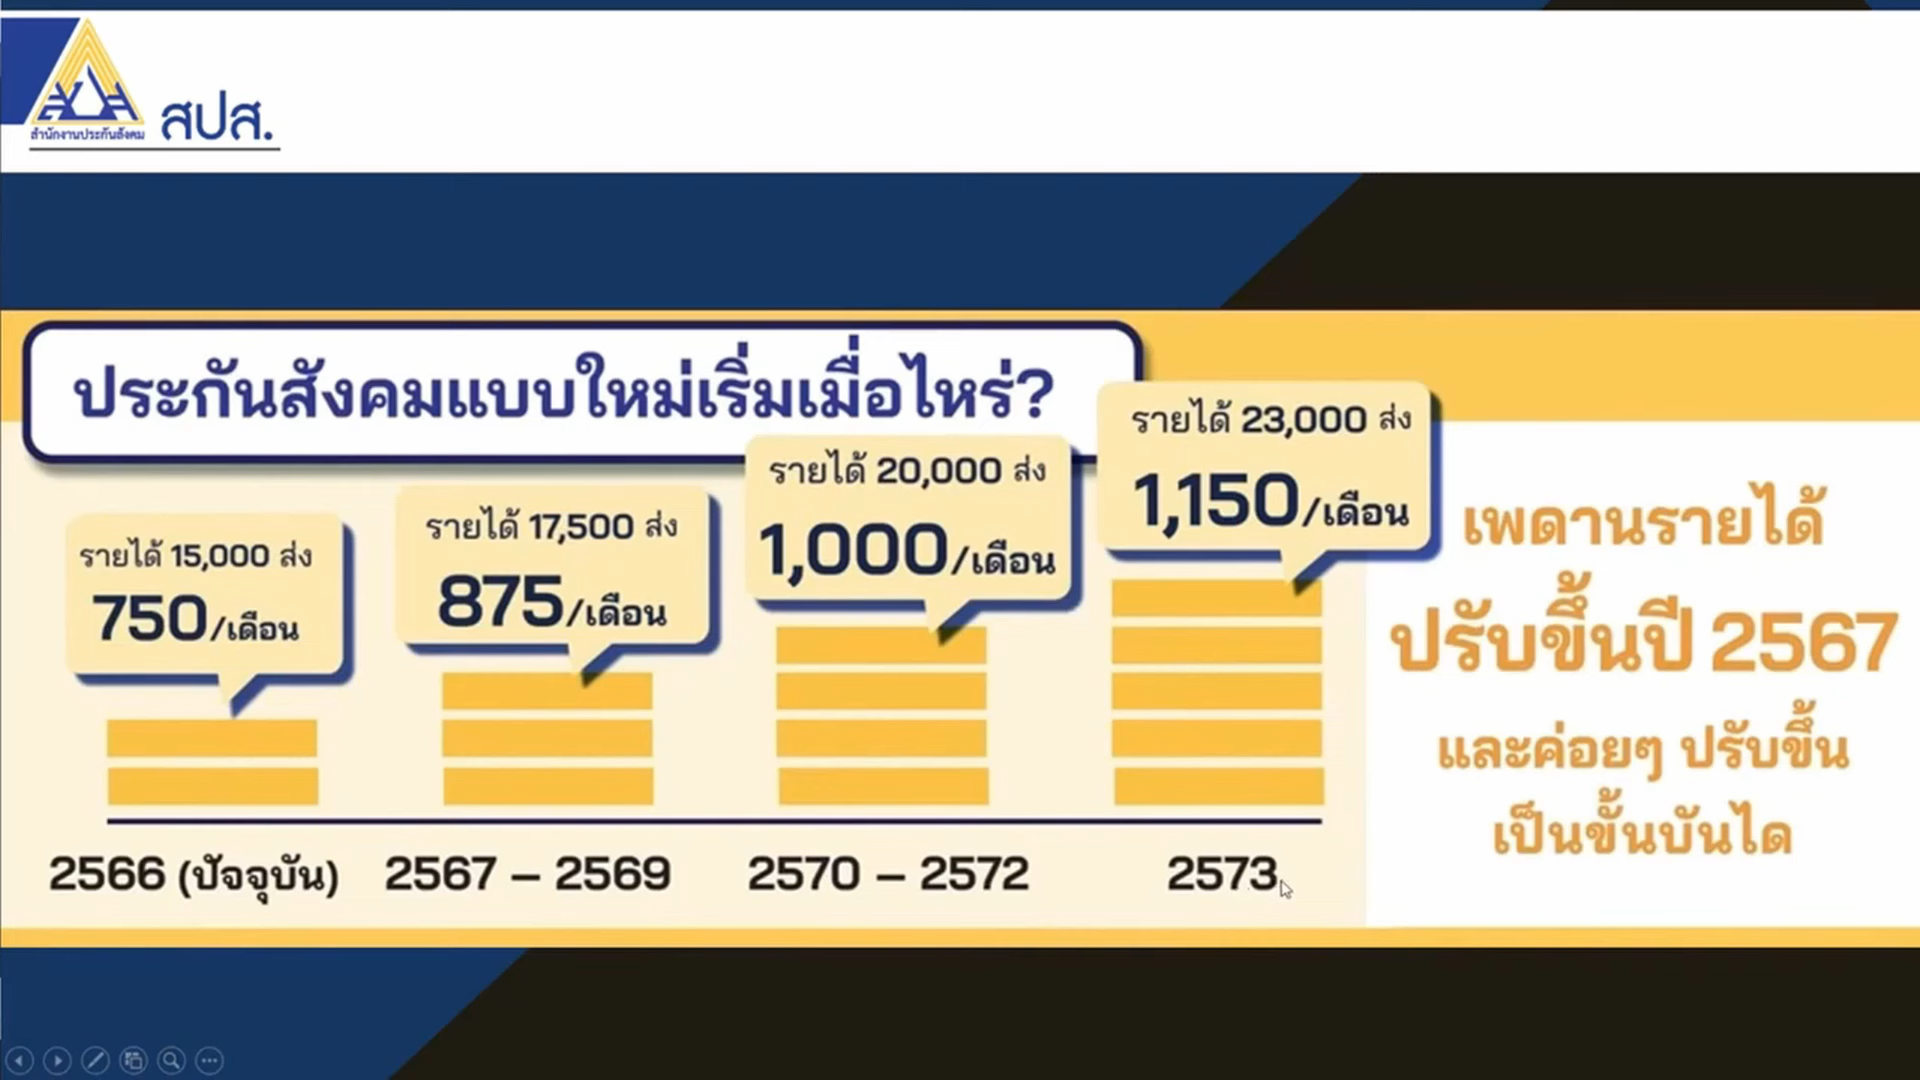 สำนักงานประกันสังคม
สปส.
ประกันสังคมแบบใหม่เริ่มเมื่อไหร่?
รายได้ 15,000 ส่ง
750/เดือน
รายได้ 17,500 ส่ง
875/เดือน
รายได้ 20,000 ส่ง
1,000/เดือน
รายได้ 23,000 ส่ง
1,150/เดือน
2566 (ปัจจุบัน)
2567 – 2569
2570 – 2572
2573
เพดานรายได้
ปรับขึ้นปี 2567
และค่อยๆ ปรับขึ้น
เป็นขั้นบันได